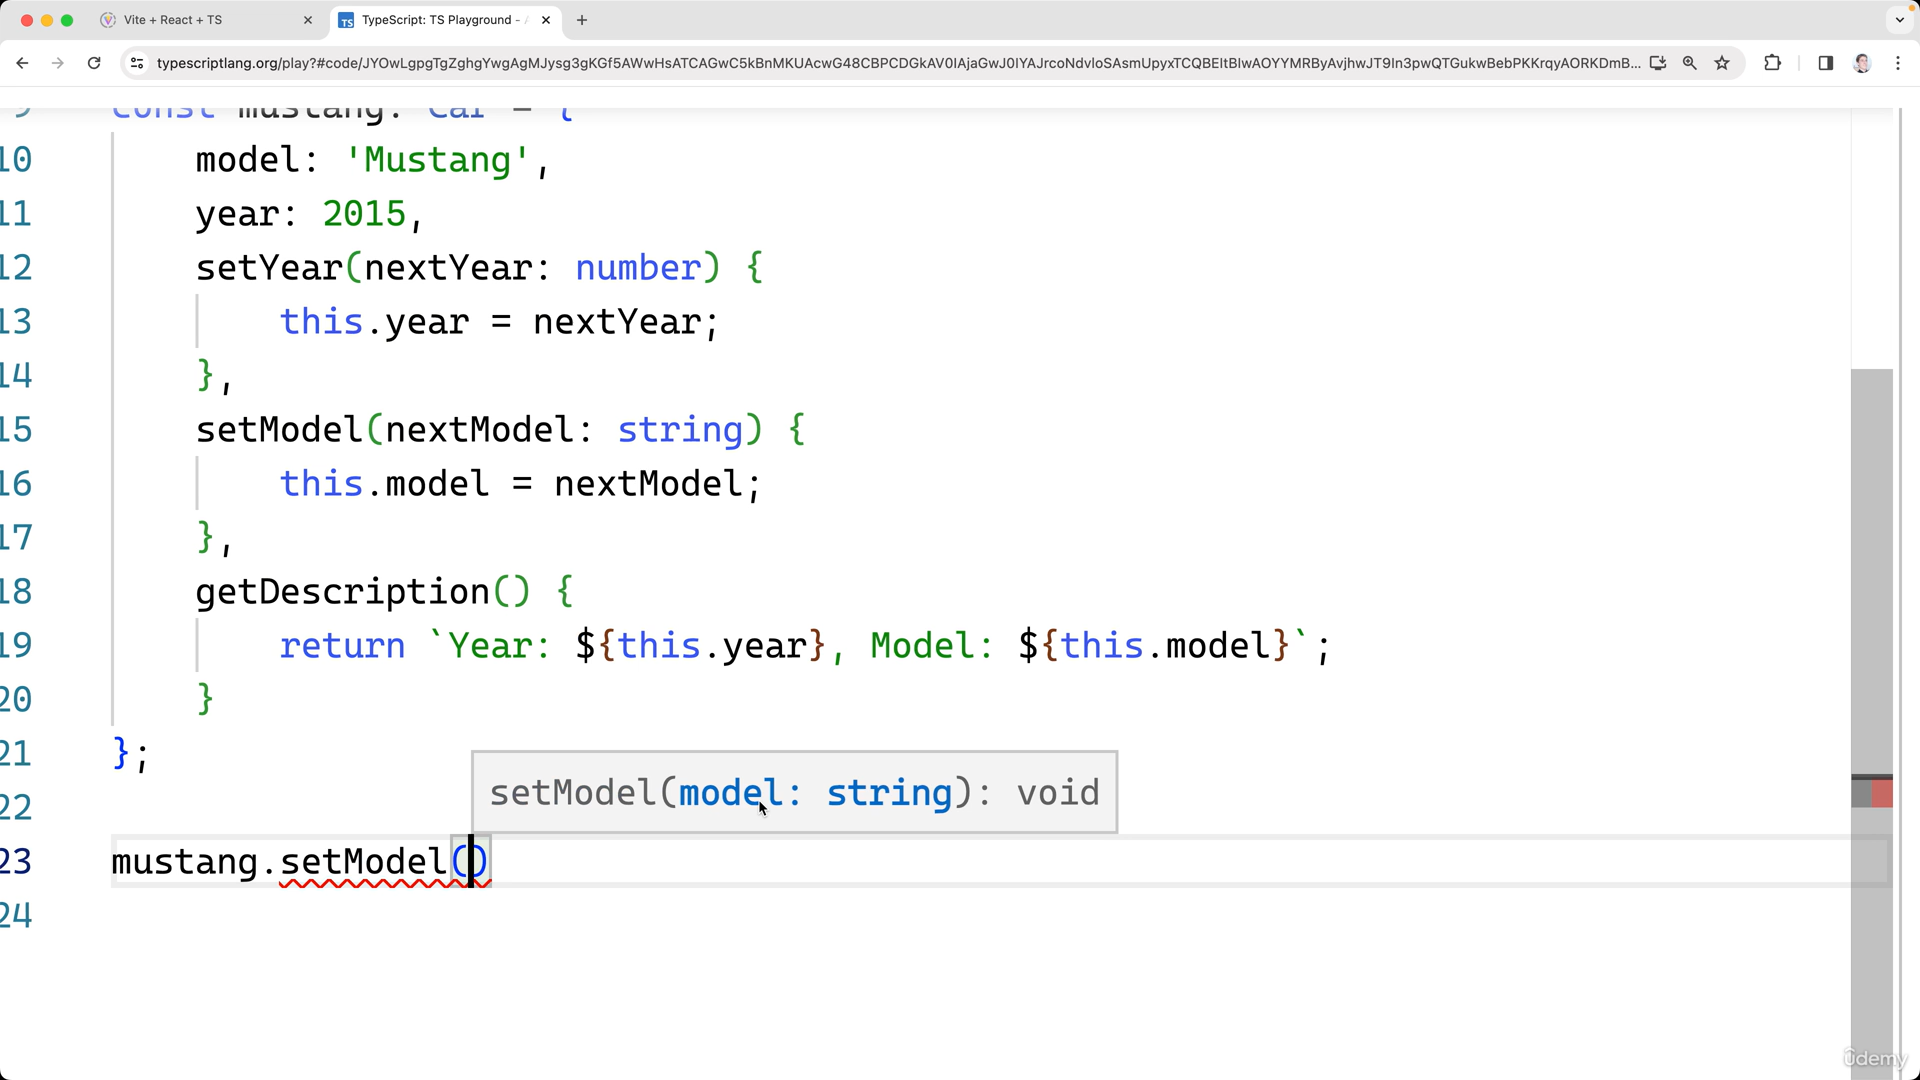 Vite + React + TS
TypeScript: TS Playground -
typescriptlang.org/play?#code/JYOwLgpgTgZghgYwgAgMJysg3gKGf5AWwHsATCAGwC5kBnMKUAcwG48CBPCDGkAV0IAjaGwJ0IYAJrcoNdvIoSAsmUpyxTCQBEItBlwAOYYMRByAvjhwJT9In3pwQTGukwBebPKKrqyAORKDmB...
9 const mustang: Car = {
10 model: 'Mustang',
11 year: 2015,
12 setYear(nextYear: number) {
13 this.year = nextYear;
14 },
15 setModel(nextModel: string) {
16 this.model = nextModel;
17 },
18 getDescription() {
19 return `Year: ${this.year}, Model: ${this.model}`;
20 }
21 };
setModel(model: string): void
22
23 mustang.setModel()
24
ûdemy